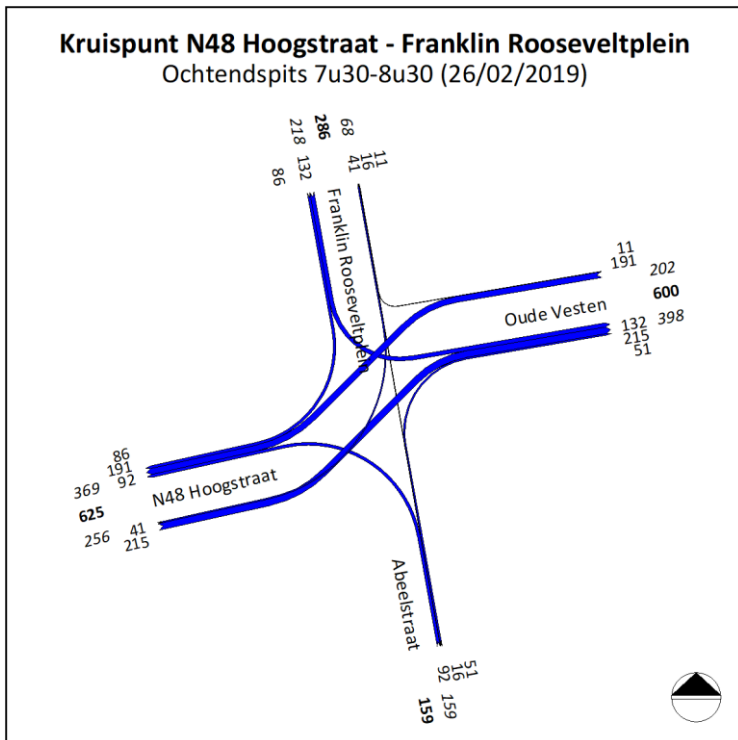 Kruispunt N48 Hoogstraat - Franklin Rooseveltplein
Ochtendspits 7u30-8u30 (26/02/2019)
218 286 68
86 132 41 16 11
Franklin Rooseveltplein
11
191
202
600
Oude Vesten
132
215
51
398
86
191
92
369
N48 Hoogstraat
625
256
41
215
Abeelstraat
92 16 51
159 159